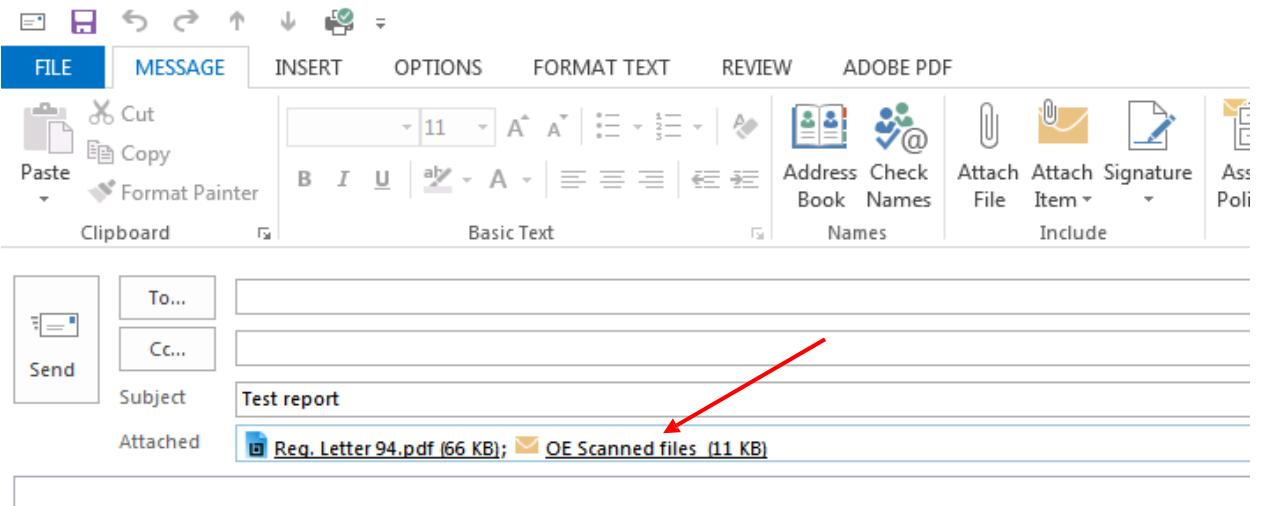 FILE MESSAGE INSERT OPTIONS FORMAT TEXT REVIEW ADOBE PDF
Paste
Cut
Copy
Format Painter
Clipboard
11
A A
B I U ab A
Basic Text
Address Book
Check Names
Names
Attach File
Attach Item
Signature
Include
Send
To...
Cc...
Subject Test report
Attached Reg. Letter 94.pdf (66 KB); OE Scanned files (11 KB)